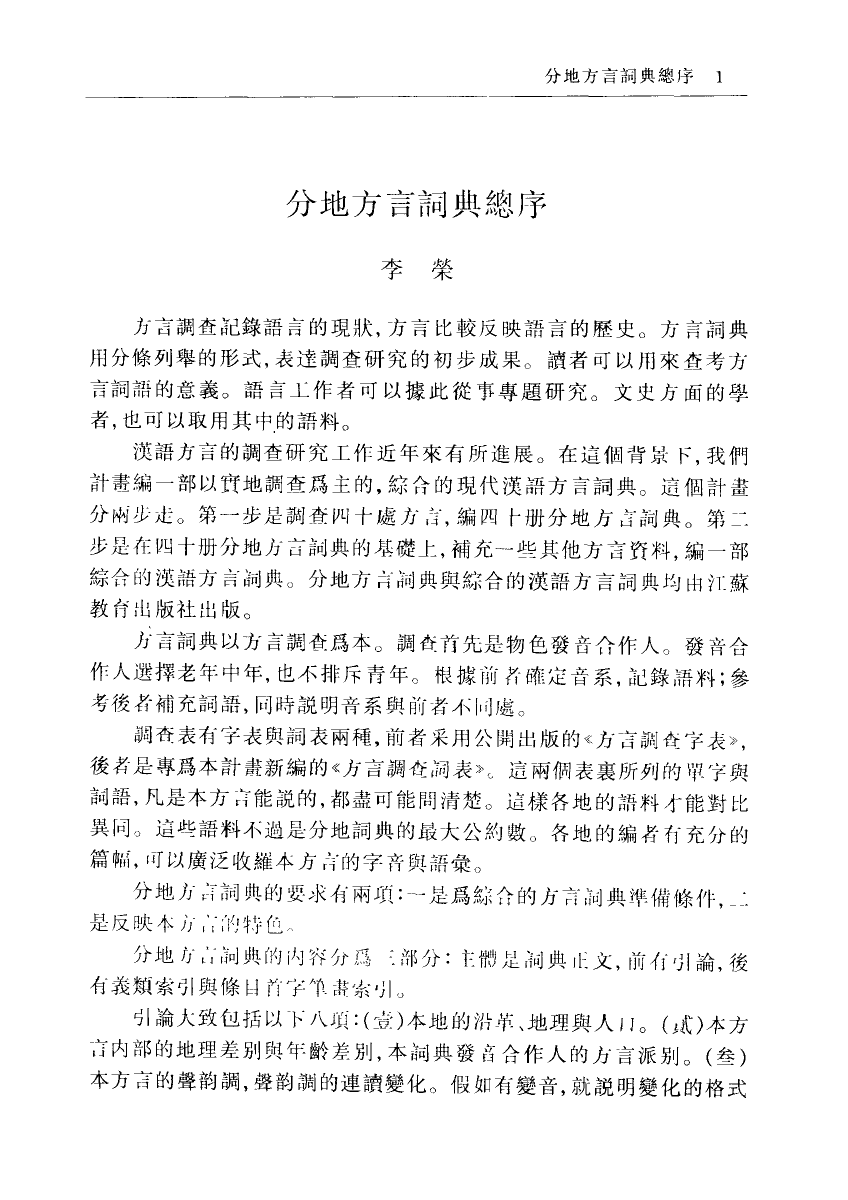 分地方言詞典總序 1
分地方言詞典總序
李 榮
方言調查記錄語言的現狀,方言比較反映語言的歷史。方言詞典
用分條列舉的形式,表達調查研究的初步成果。讀者可以用來查考方
言詞語的意義。語言工作者可以據此從事專題研究。文史方面的學
者,也可以取用其中的語料。
漢語方言的調查研究工作近年來有所進展。在這個背景下,我們
計畫編一部以實地調查爲主的,綜合的現代漢語方言詞典。這個計畫
分兩步走。第一步是調查四十處方言,編四十册分地方言詞典。第二
步是在四十册分地方言詞典的基礎上,補充一些其他方言資料,編一部
綜合的漢語方言詞典。分地方言詞典與綜合的漢語方言詞典均由江蘇
教育出版社出版。
方言詞典以方言調查爲本。調查首先是物色發音合作人。發音合
作人選擇老年中年,也不排斥青年。根據前者確定音系,記錄語料;參
考後者補充詞語,同時説明音系與前者不同處。
調查表有字表與詞表兩種,前者采用公開出版的《方言調查字表》,
後者是專爲本計畫新編的《方言調查詞表》。這兩個表裏所列的單字與
詞語,凡是本方言能説的,都盡可能問清楚。這樣各地的語料才能對比
異同。這些語料不過是分地詞典的最大公約數。各地的編者有充分的
篇幅,可以廣泛收羅本方言的字音與語彙。
分地方言詞典的要求有兩項:一是爲綜合的方言詞典準備條件,二
是反映本方言的特色。
分地方言詞典的内容分爲三部分:主體是詞典正文,前有引論,後
有義類索引與條目首字筆畫索引。
引論大致包括以下八項:(壹)本地的沿革、地理與人口。(貳)本方
言内部的地理差别與年齡差别,本詞典發音合作人的方言派别。(叁)
本方言的聲韵調,聲韵調的連讀變化。假如有變音,就説明變化的格式